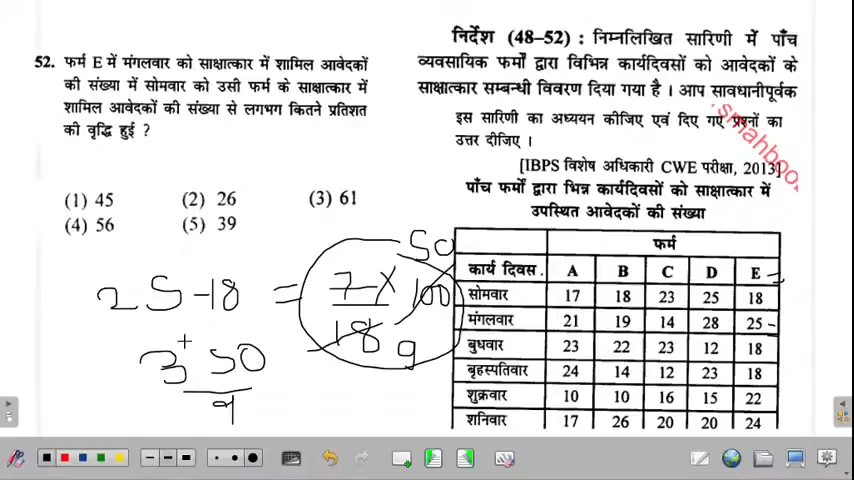 52. फर्म E में मंगलवार को साक्षात्कार में शामिल आवेदकों
की संख्या में सोमवार को उसी फर्म के साक्षात्कार में
शामिल आवेदकों की संख्या से लगभग कितने प्रतिशत
की वृद्धि हुई ?
(1) 45 (2) 26 (3) 61
(4) 56 (5) 39
25-18 = 7×100
18
50
9
350
9
निर्देश (48–52) : निम्नलिखित सारिणी में पाँच
व्यवसायिक फर्मों द्वारा विभिन्न कार्यदिवसों को आवेदकों के
साक्षात्कार सम्बन्धी विवरण दिया गया है । आप सावधानीपूर्वक
इस सारिणी का अध्ययन कीजिए एवं दिए गए प्रश्नों का
उत्तर दीजिए ।
[IBPS विशेष अधिकारी CWE परीक्षा, 2013]
पाँच फर्मों द्वारा भिन्न कार्यदिवसों को साक्षात्कार में
उपस्थित आवेदकों की संख्या
फर्म
कार्य दिवस. A B C D E
सोमवार 17 18 23 25 18
मंगलवार 21 19 14 28 25
बुधवार 23 22 23 12 18
बृहस्पतिवार 24 14 12 23 18
शुक्रवार 10 10 16 15 22
शनिवार 17 26 20 20 24